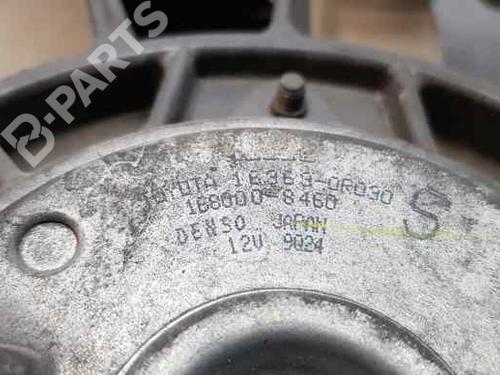 B-PARTS
TOYOTA 16363-0R030
168000-8460
DENSO JAPAN
12V 9024
S